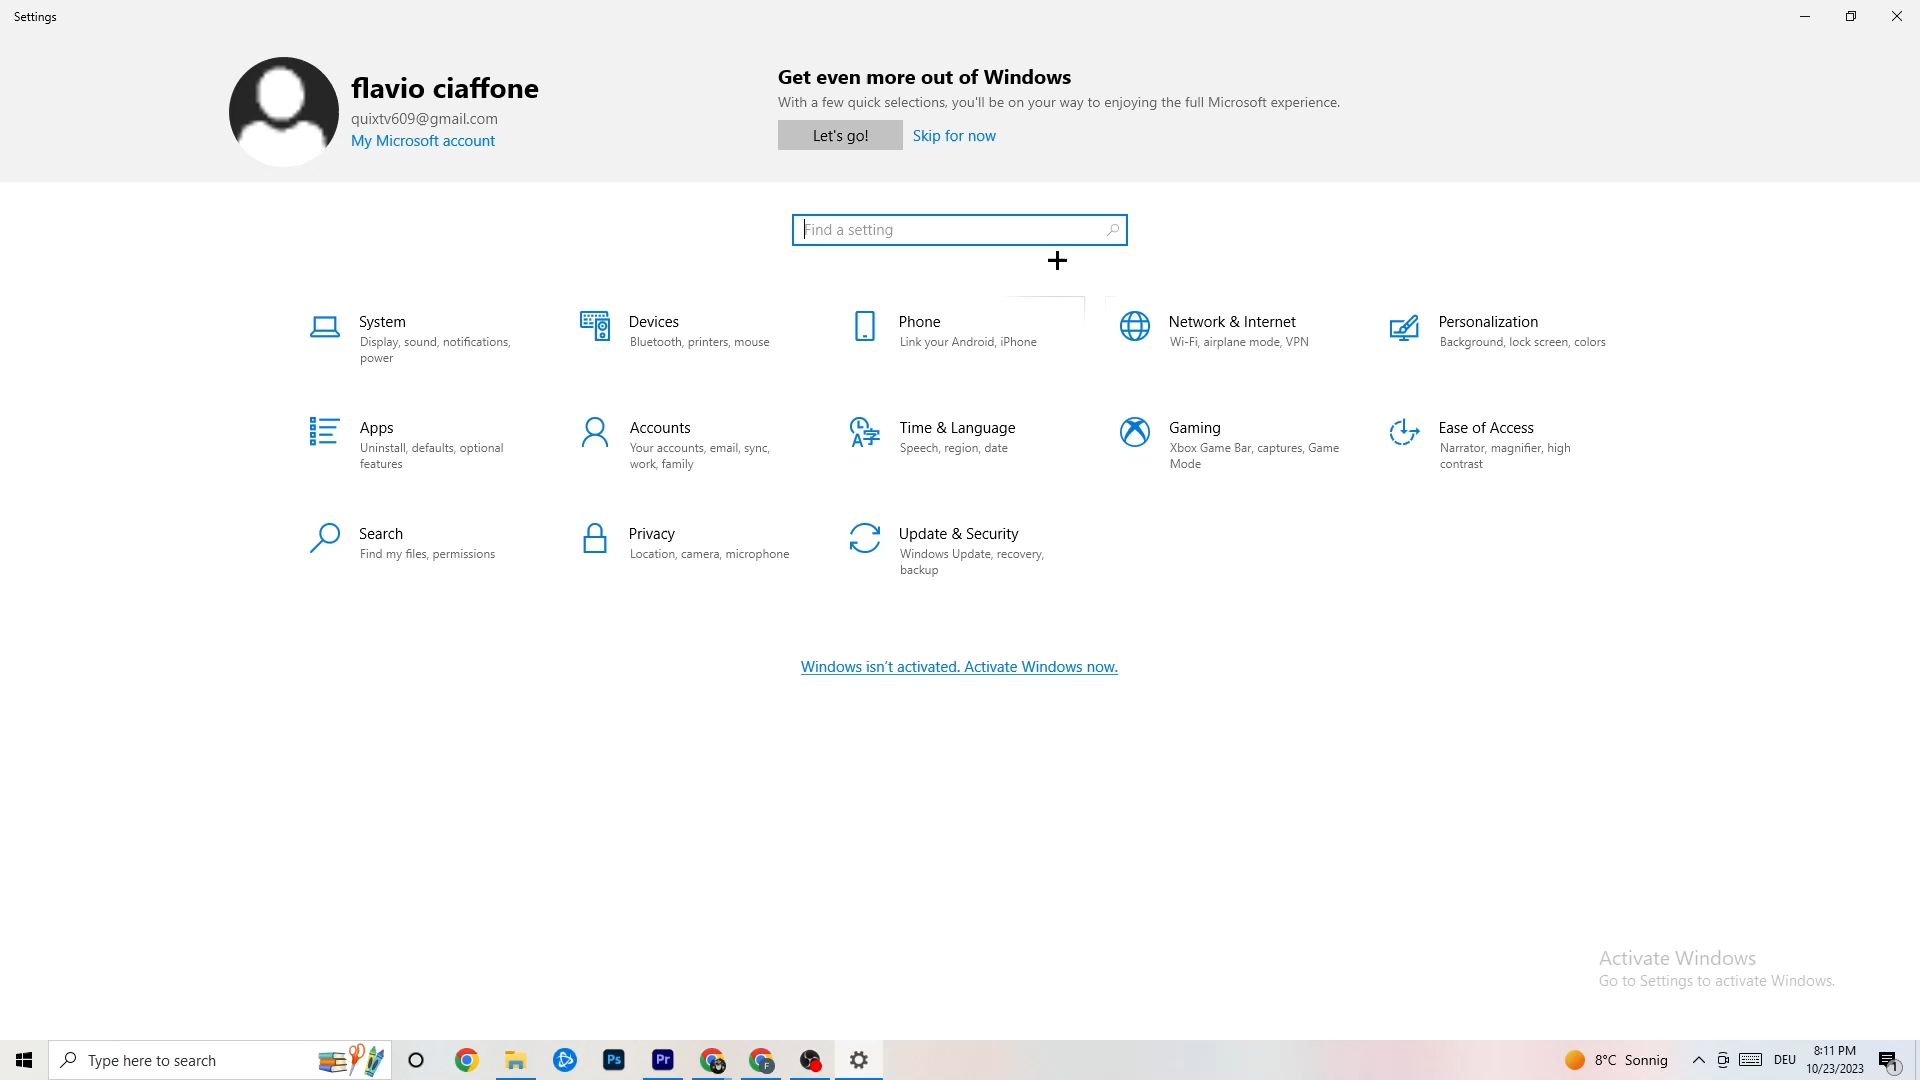 Settings
flavio ciaffone
quixtv609@gmail.com
My Microsoft account
Get even more out of Windows
With a few quick selections, you'll be on your way to enjoying the full Microsoft experience.
Let's go!
Skip for now
Find a setting
System
Display, sound, notifications,
power
Devices
Bluetooth, printers, mouse
Phone
Link your Android, iPhone
Network & Internet
Wi-Fi, airplane mode, VPN
Personalization
Background, lock screen, colors
Apps
Uninstall, defaults, optional
features
Accounts
Your accounts, email, sync,
work, family
Time & Language
Speech, region, date
Gaming
Xbox Game Bar, captures, Game
Mode
Ease of Access
Narrator, magnifier, high
contrast
Search
Find my files, permissions
Privacy
Location, camera, microphone
Update & Security
Windows Update, recovery,
backup
Windows isn't activated. Activate Windows now.
Activate Windows
Go to Settings to activate Windows.
Type here to search
Ps
Pr
F
8°C Sonnig
DEU
8:11 PM
10/23/2023
1